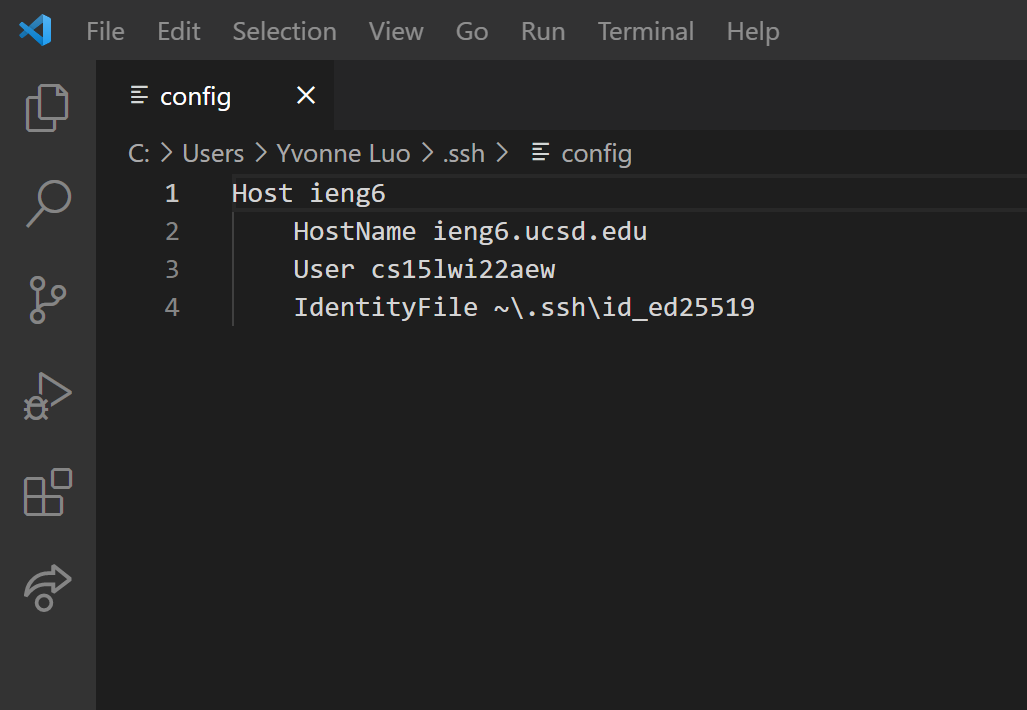 File Edit Selection View Go Run Terminal Help
config
C: > Users > Yvonne Luo > .ssh > config
1 Host ieng6
2     HostName ieng6.ucsd.edu
3     User cs15lwi22aew
4     IdentityFile ~\.ssh\id_ed25519